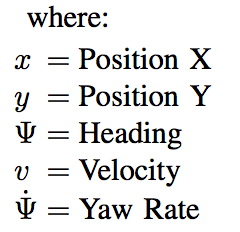 where:
x = Position X
y = Position Y
Ψ = Heading
v = Velocity
Ψ̇ = Yaw Rate